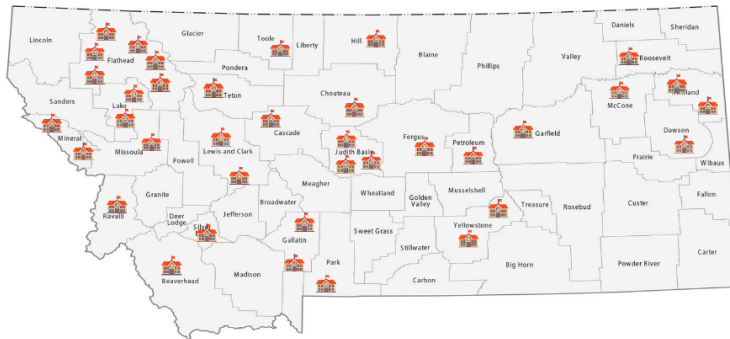 Lincoln
Flathead
Glacier
Toole
Liberty
Hill
Blaine
Phillips
Valley
Daniels
Sheridan
Roosevelt
Pondera
Teton
Chouteau
Sanders
Lake
Mineral
Missoula
Powell
Lewis and Clark
Cascade
Judith Basin
Fergus
Petroleum
Garfield
McCone
Dawson
Prairie
Wibaux
Ravalli
Granite
Deer
Lodge
Jefferson
Broadwater
Meagher
Wheatland
Golden
Valley
Musselshell
Treasure
Rosebud
Custer
Fallon
Gallatin
Park
Sweet Grass
Stillwater
Yellowstone
Beaverhead
Madison
Carbon
Big Horn
Powder River
Carter